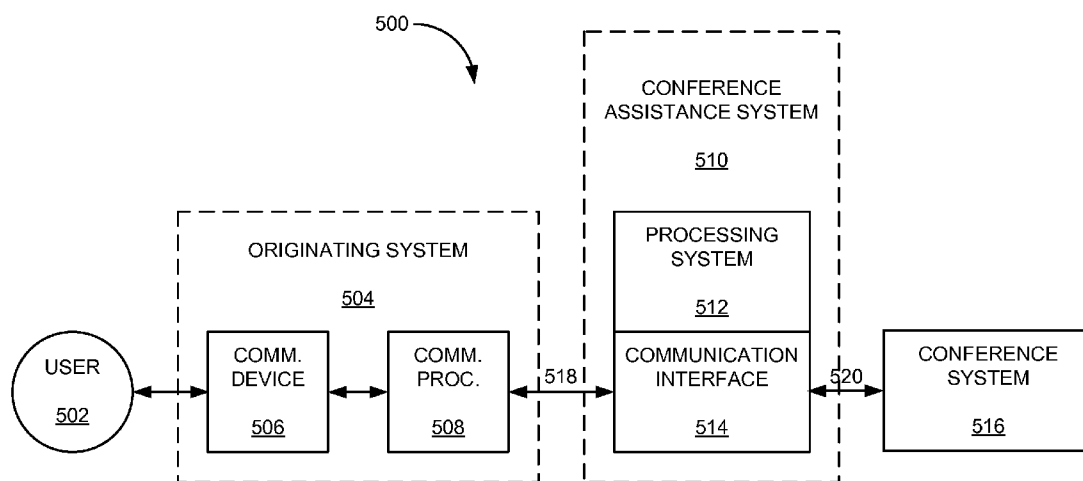 500
CONFERENCE
ASSISTANCE SYSTEM
510
ORIGINATING SYSTEM
504
PROCESSING
SYSTEM
512
USER
502
COMM.
DEVICE
506
COMM.
PROC.
508
518
COMMUNICATION
INTERFACE
514
520
CONFERENCE
SYSTEM
516